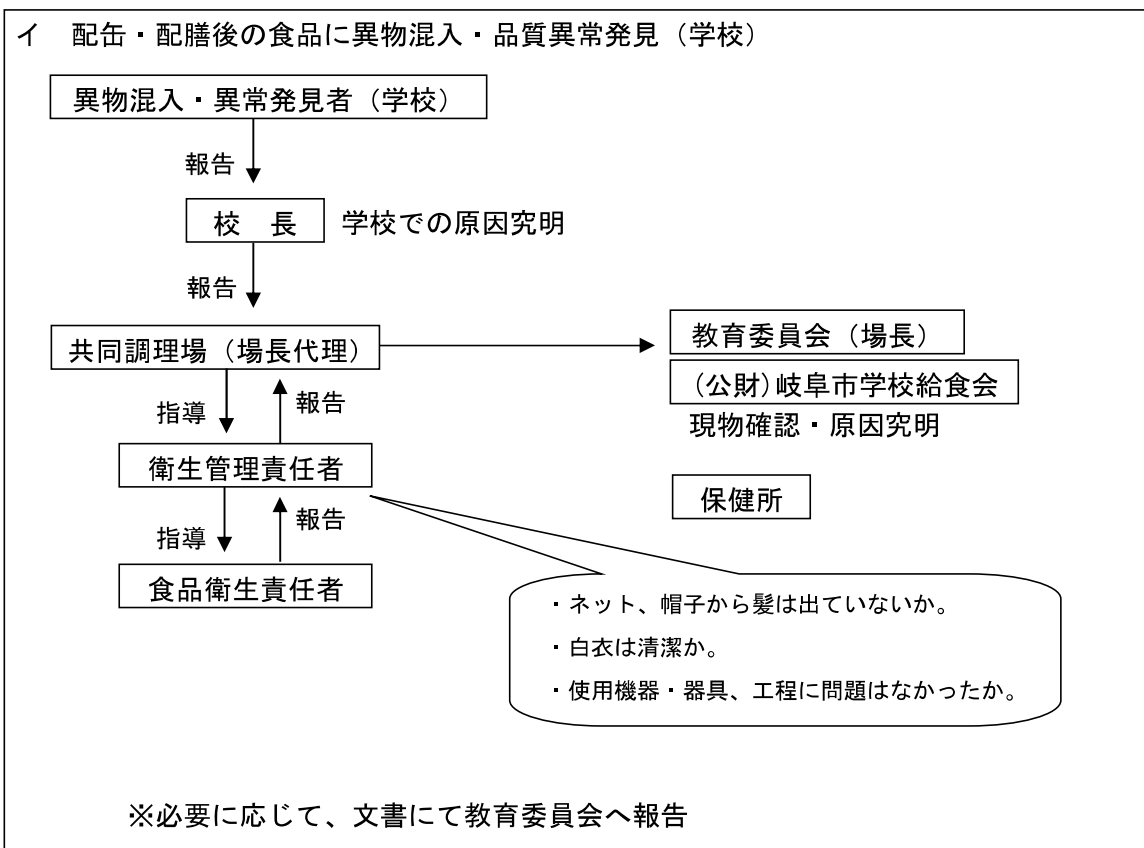 イ　配缶・配膳後の食品に異物混入・品質異常発見（学校）
異物混入・異常発見者（学校）
報告
校　長
学校での原因究明
報告
共同調理場（場長代理）
教育委員会（場長）
（公財）岐阜市学校給食会
現物確認・原因究明
指導
報告
衛生管理責任者
保健所
指導
報告
食品衛生責任者
・ネット、帽子から髪は出ていないか。
・白衣は清潔か。
・使用機器・器具、工程に問題はなかったか。
※必要に応じて、文書にて教育委員会へ報告